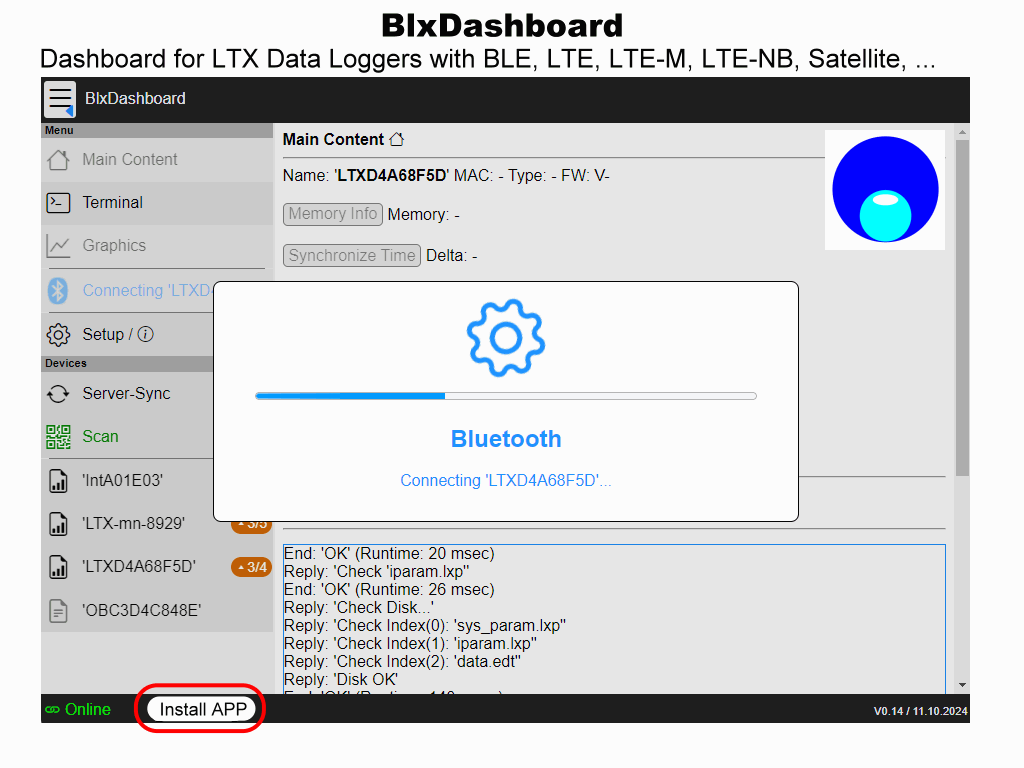 BlxDashboard
Dashboard for LTX Data Loggers with BLE, LTE, LTE-M, LTE-NB, Satellite, ...
BlxDashboard
Menu
Main Content
Terminal
Graphics
Connecting 'LTXD
Setup / ⓘ
Devices
Server-Sync
Scan
'IntA01E03'
'LTX-mn-8929' 3/5
'LTXD4A68F5D' 3/4
'OBC3D4C848E'
Main Content
Name: 'LTXD4A68F5D' MAC: - Type: - FW: V-
Memory Info Memory: -
Synchronize Time Delta: -
Bluetooth
Connecting 'LTXD4A68F5D'...
End: 'OK' (Runtime: 20 msec)
Reply: 'Check 'iparam.lxp''
End: 'OK' (Runtime: 26 msec)
Reply: 'Check Disk...'
Reply: 'Check Index(0): 'sys_param.lxp''
Reply: 'Check Index(1): 'iparam.lxp''
Reply: 'Check Index(2): 'data.edt''
Reply: 'Disk OK'
Online
Install APP
V0.14 / 11.10.2024